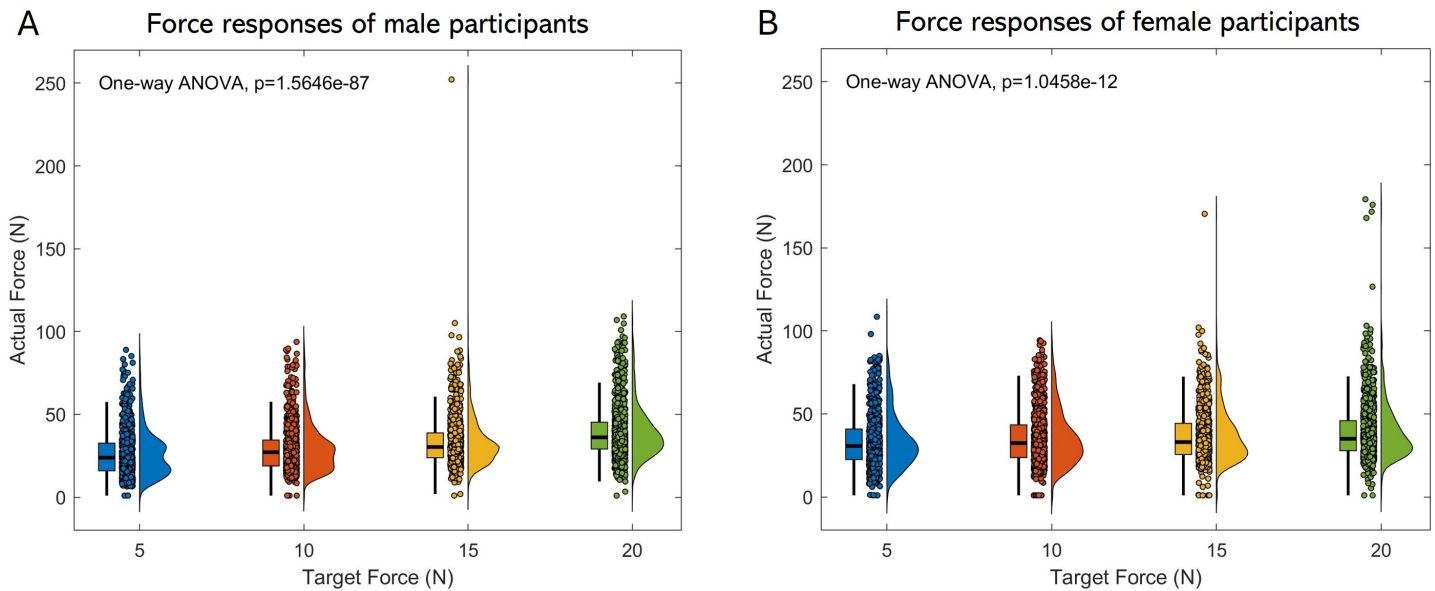 A
Force responses of male participants
One-way ANOVA, p=1.5646e-87
250
200
150
100
50
0
Actual Force (N)
5 10 15 20
Target Force (N)
B
Force responses of female participants
One-way ANOVA, p=1.0458e-12
250
200
150
100
50
0
Actual Force (N)
5 10 15 20
Target Force (N)